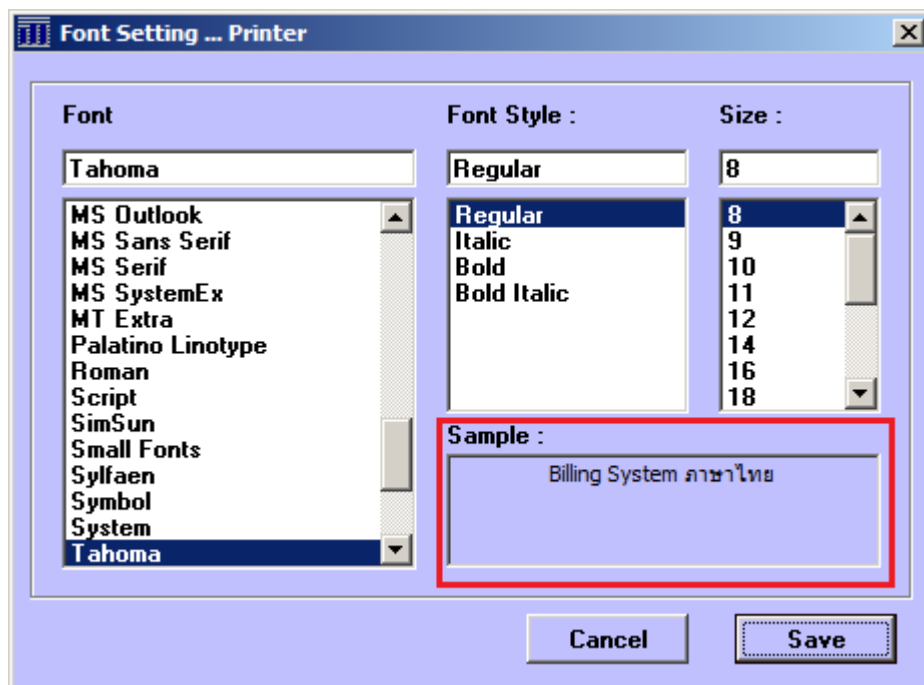 Font Setting ... Printer
Font
Tahoma
MS Outlook
MS Sans Serif
MS Serif
MS SystemEx
MT Extra
Palatino Linotype
Roman
Script
SimSun
Small Fonts
Sylfaen
Symbol
System
Tahoma
Font Style :
Regular
Regular
Italic
Bold
Bold Italic
Size :
8
8
9
10
11
12
14
16
18
Sample :
Billing System ภาษาไทย
Cancel
Save